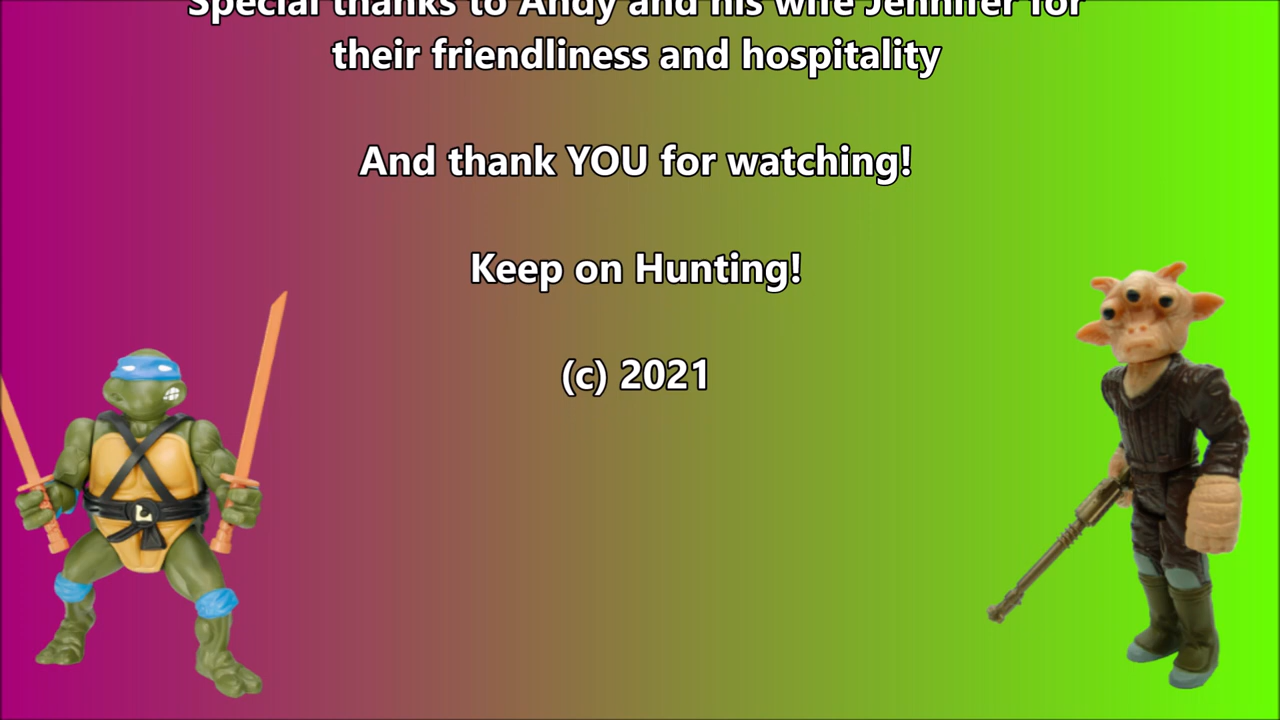 Special thanks to Andy and his wife Jennifer for
their friendliness and hospitality
And thank YOU for watching!
Keep on Hunting!
(c) 2021
L